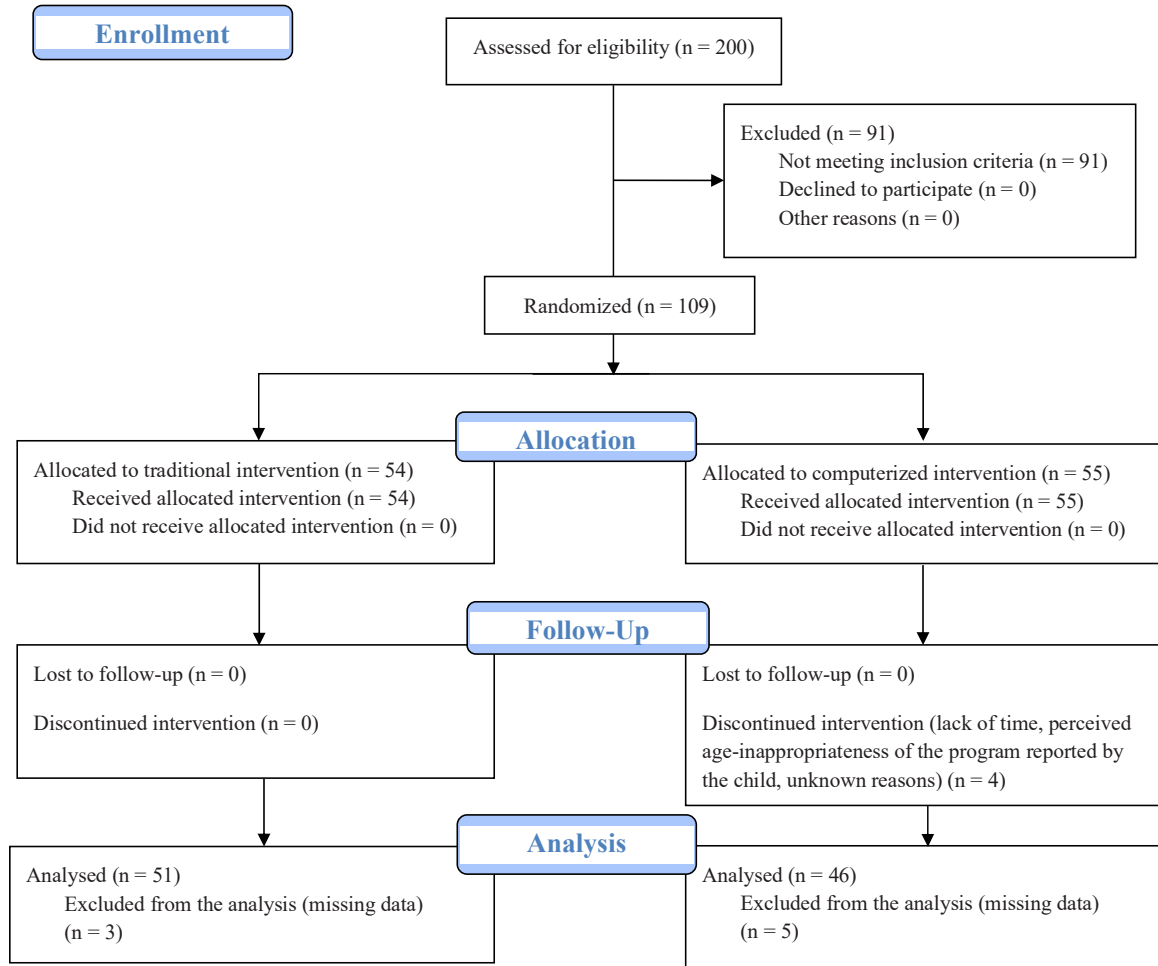 Enrollment
Assessed for eligibility (n = 200)
Excluded (n = 91)
Not meeting inclusion criteria (n = 91)
Declined to participate (n = 0)
Other reasons (n = 0)
Randomized (n = 109)
Allocation
Allocated to traditional intervention (n = 54)
Received allocated intervention (n = 54)
Did not receive allocated intervention (n = 0)
Allocated to computerized intervention (n = 55)
Received allocated intervention (n = 55)
Did not receive allocated intervention (n = 0)
Follow-Up
Lost to follow-up (n = 0)
Discontinued intervention (n = 0)
Lost to follow-up (n = 0)
Discontinued intervention (lack of time, perceived
age-inappropriateness of the program reported by
the child, unknown reasons) (n = 4)
Analysis
Analysed (n = 51)
Excluded from the analysis (missing data)
(n = 3)
Analysed (n = 46)
Excluded from the analysis (missing data)
(n = 5)